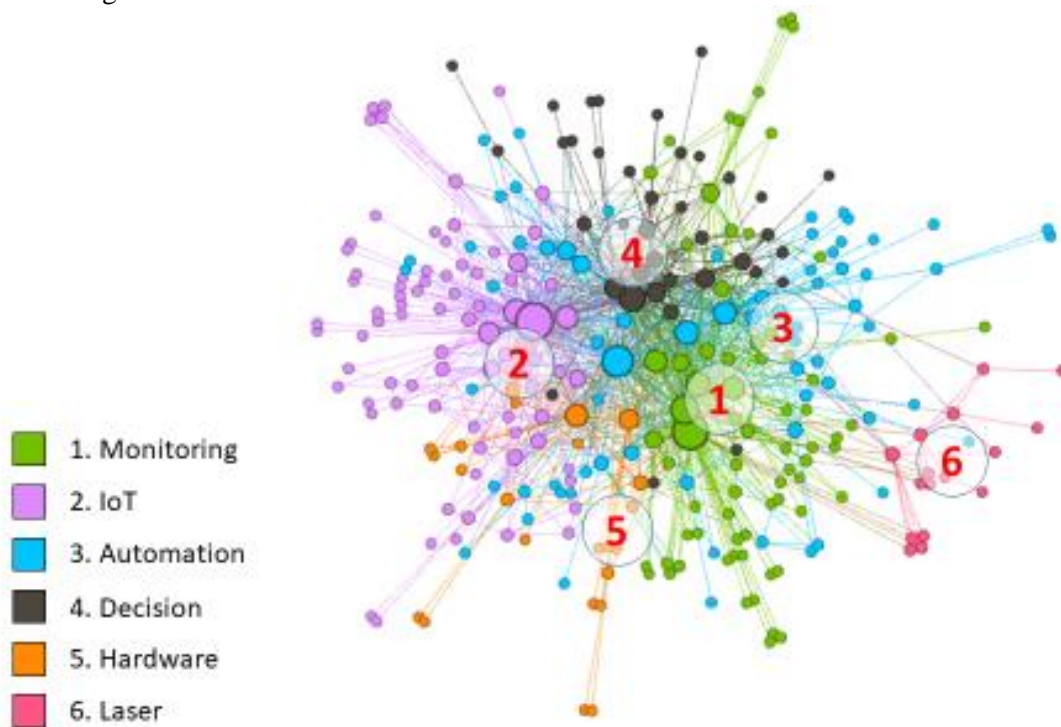 4
3
2
1
6
5
1. Monitoring
2. IoT
3. Automation
4. Decision
5. Hardware
6. Laser